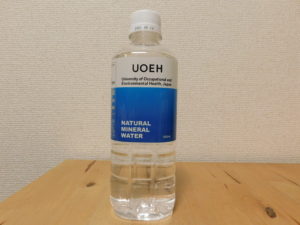 UOEH
University of Occupational and
Environmental Health, Japan
NATURAL
MINERAL
WATER